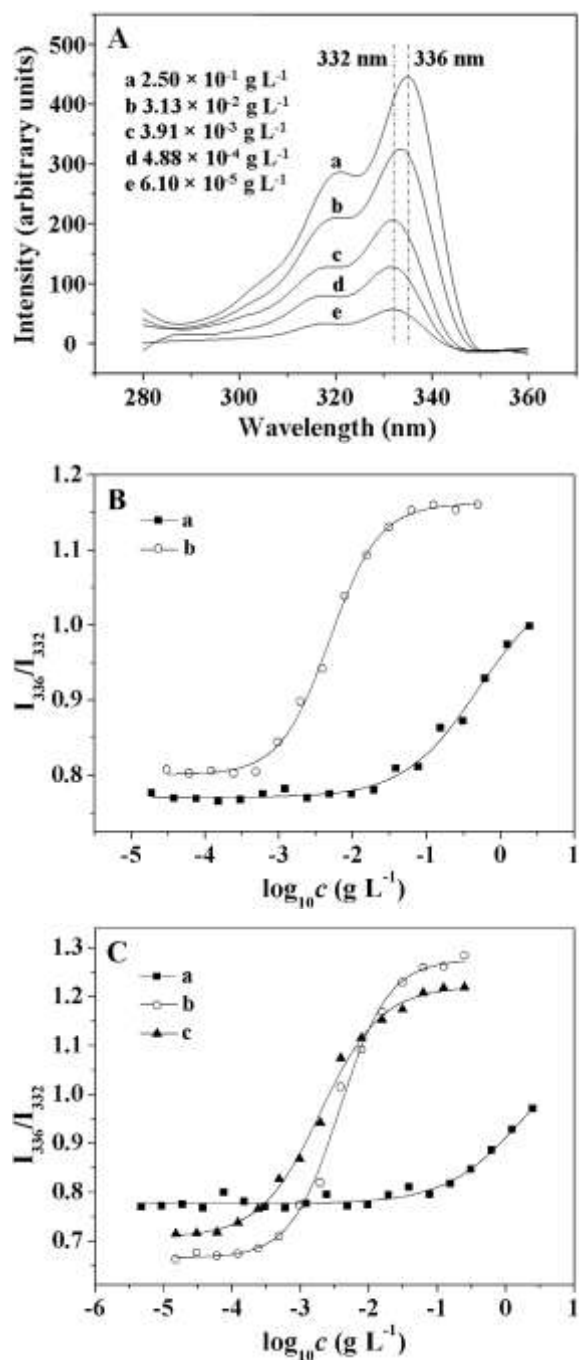 A
332 nm 336 nm
a 2.50 × 10⁻¹ g L⁻¹
b 3.13 × 10⁻² g L⁻¹
c 3.91 × 10⁻³ g L⁻¹
d 4.88 × 10⁻⁴ g L⁻¹
e 6.10 × 10⁻⁵ g L⁻¹
a
b
c
d
e
Intensity (arbitrary units)
500
400
300
200
100
0
280 300 320 340 360
Wavelength (nm)
B
a
b
I₃₃₆/I₃₃₂
1.2
1.1
1.0
0.9
0.8
-5 -4 -3 -2 -1 0 1
log₁₀c (g L⁻¹)
C
a
b
c
I₃₃₆/I₃₃₂
1.3
1.2
1.1
1.0
0.9
0.8
0.7
-6 -5 -4 -3 -2 -1 0 1
log₁₀c (g L⁻¹)